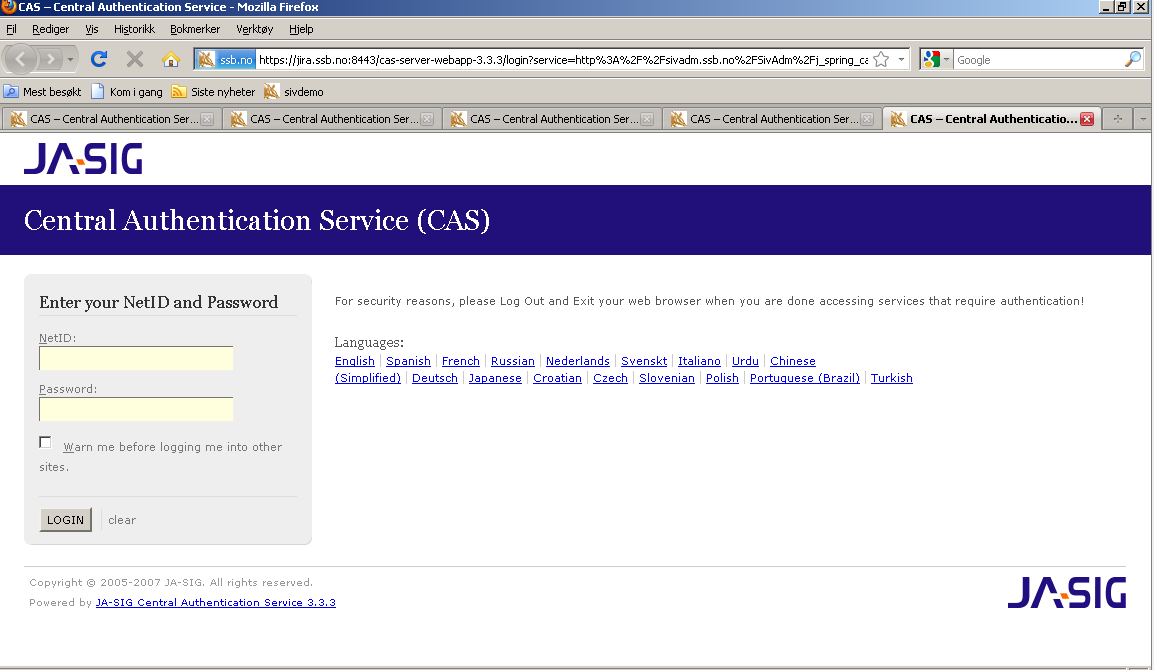 CAS – Central Authentication Service - Mozilla Firefox
Fil Rediger Vis Historikk Bokmerker Verktøy Hjelp
ssb.no https://jira.ssb.no:8443/cas-server-webapp-3.3.3/login?service=http%3A%2F%2Fsivadm.ssb.no%2FSivAdm%2Fj_spring_ca Google
Mest besøkt Kom i gang Siste nyheter sivdemo
CAS – Central Authentication Ser... CAS – Central Authentication Ser... CAS – Central Authentication Ser... CAS – Central Authentication Ser... CAS – Central Authenticatio...
JA-SIG
Central Authentication Service (CAS)
Enter your NetID and Password
NetID:
Password:
Warn me before logging me into other
sites.
LOGIN clear
For security reasons, please Log Out and Exit your web browser when you are done accessing services that require authentication!
Languages:
English Spanish French Russian Nederlands Svenskt Italiano Urdu Chinese
(Simplified) Deutsch Japanese Croatian Czech Slovenian Polish Portuguese (Brazil) Turkish
Copyright © 2005-2007 JA-SIG. All rights reserved.
Powered by JA-SIG Central Authentication Service 3.3.3
JA-SIG